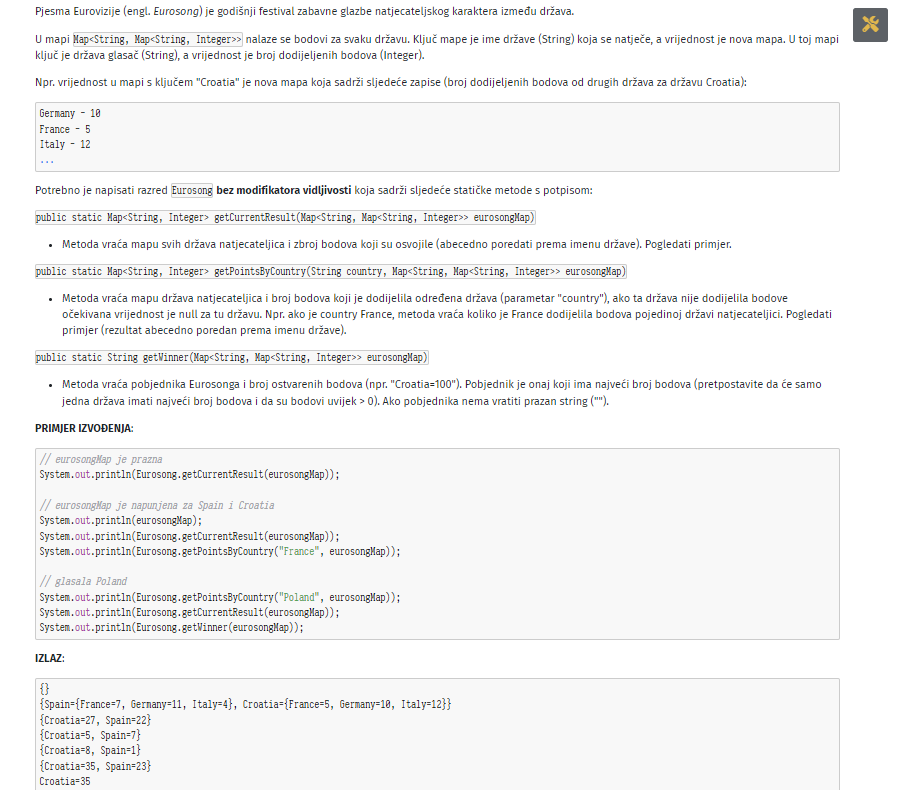 Pjesma Eurovizije (engl. Eurosong) je godišnji festival zabavne glazbe natjecateljskog karaktera između država.
U mapi Map<String, Map<String, Integer>> nalaze se bodovi za svaku državu. Ključ mape je ime države (String) koja se natječe, a vrijednost je nova mapa. U toj mapi
ključ je država glasač (String), a vrijednost je broj dodijeljenih bodova (Integer).
Npr. vrijednost u mapi s ključem "Croatia" je nova mapa koja sadrži sljedeće zapise (broj dodijeljenih bodova od drugih država za državu Croatia):
Germany - 10
France - 5
Italy - 12
...
Potrebno je napisati razred Eurosong bez modifikatora vidljivosti koja sadrži sljedeće statičke metode s potpisom:
public static Map<String, Integer> getCurrentResult(Map<String, Map<String, Integer>> eurosongMap)
• Metoda vraća mapu svih država natjecateljica i zbroj bodova koji su osvojile (abecedno poredati prema imenu države). Pogledati primjer.
public static Map<String, Integer> getPointsByCountry(String country, Map<String, Map<String, Integer>> eurosongMap)
• Metoda vraća mapu država natjecateljica i broj bodova koji je dodijelila određena država (parametar "country"), ako ta država nije dodijelila bodove
očekivana vrijednost je null za tu državu. Npr. ako je country France, metoda vraća koliko je France dodijelila bodova pojedinoj državi natjecateljici. Pogledati
primjer (rezultat abecedno poredan prema imenu države).
public static String getWinner(Map<String, Map<String, Integer>> eurosongMap)
• Metoda vraća pobjednika Eurosonga i broj ostvarenih bodova (npr. "Croatia=100"). Pobjednik je onaj koji ima najveći broj bodova (pretpostavite da će samo
jedna država imati najveći broj bodova i da su bodovi uvijek > 0). Ako pobjednika nema vratiti prazan string ("").
PRIMJER IZVOĐENJA:
// eurosongMap je prazna
System.out.println(Eurosong.getCurrentResult(eurosongMap));
// eurosongMap je napunjena za Spain i Croatia
System.out.println(eurosongMap);
System.out.println(Eurosong.getCurrentResult(eurosongMap));
System.out.println(Eurosong.getPointsByCountry("France", eurosongMap));
// glasala Poland
System.out.println(Eurosong.getPointsByCountry("Poland", eurosongMap));
System.out.println(Eurosong.getCurrentResult(eurosongMap));
System.out.println(Eurosong.getWinner(eurosongMap));
IZLAZ:
{}
{Spain={France=7, Germany=11, Italy=4}, Croatia={France=5, Germany=10, Italy=12}}
{Croatia=27, Spain=22}
{Croatia=5, Spain=7}
{Croatia=8, Spain=1}
{Croatia=35, Spain=23}
Croatia=35